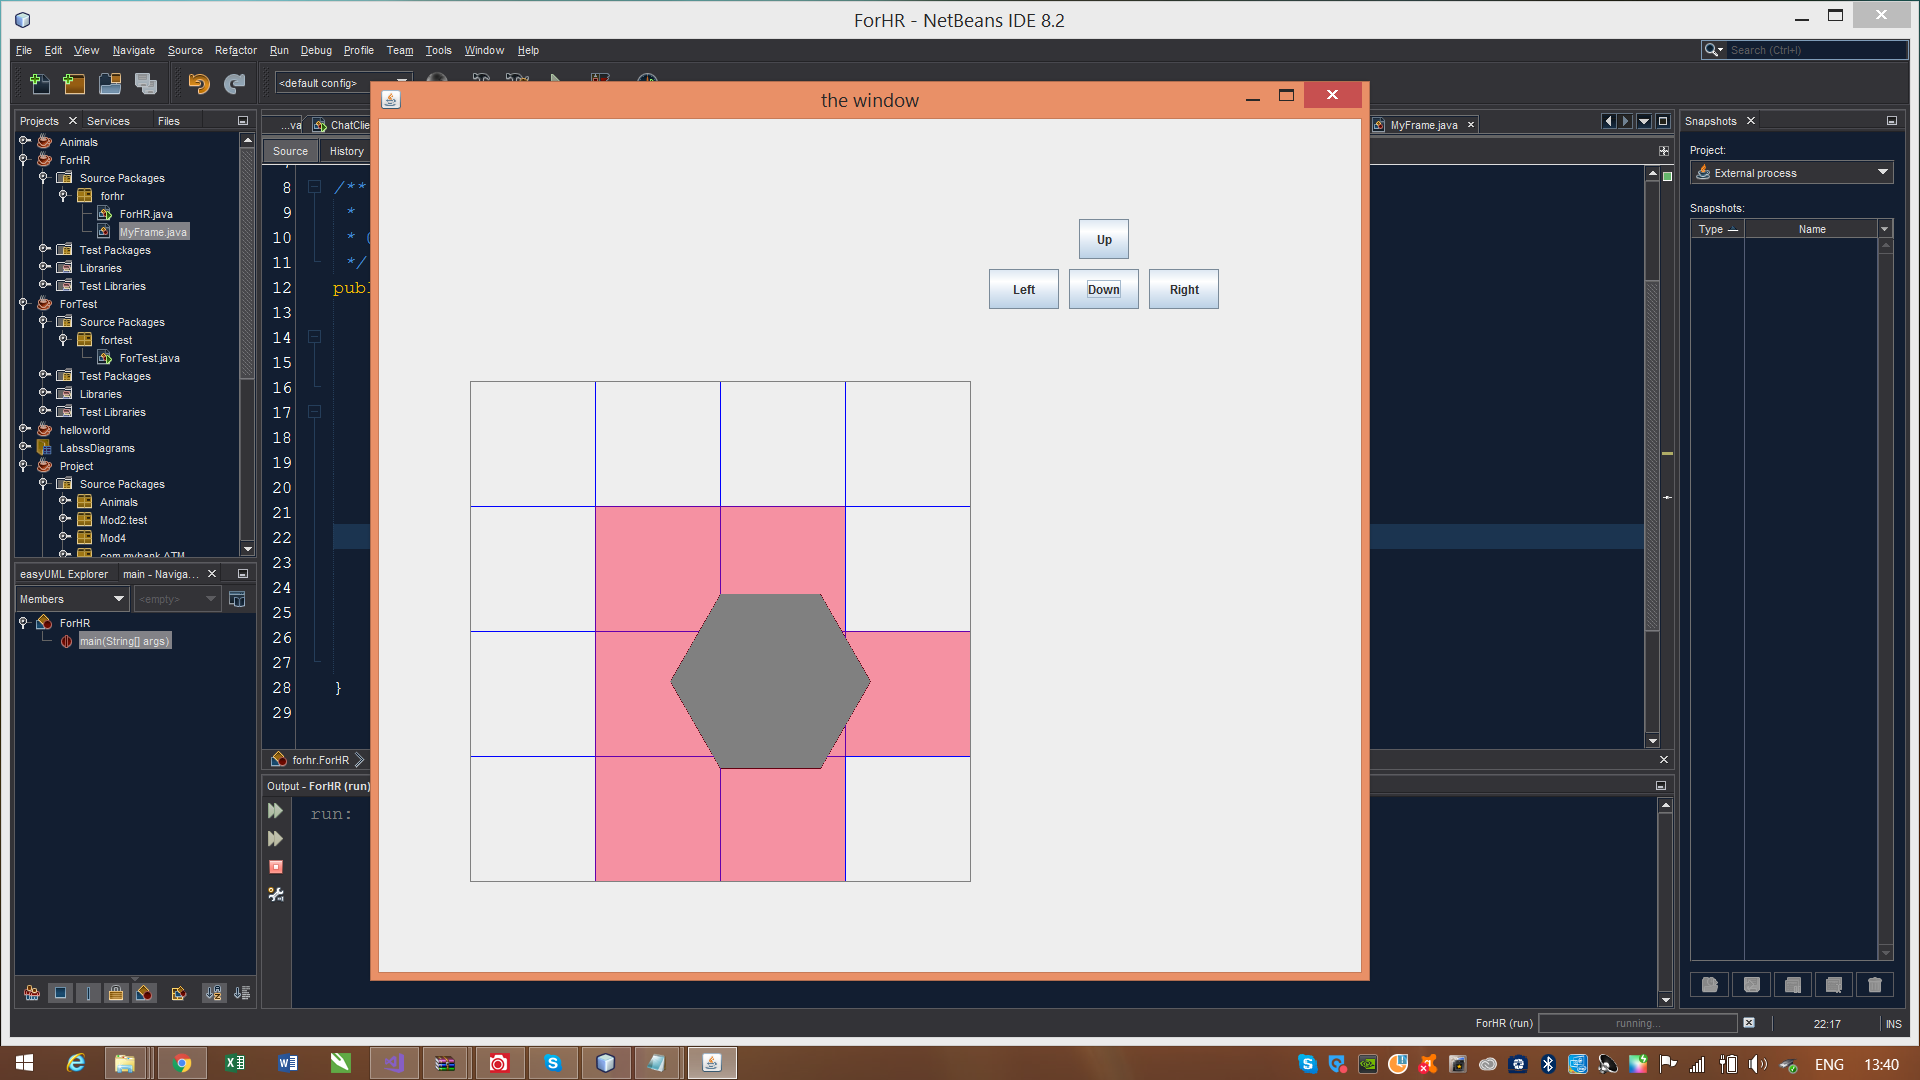 ForHR - NetBeans IDE 8.2
File Edit View Navigate Source Refactor Run Debug Profile Team Tools Window Help
Search (Ctrl+I)
<default config>
the window
Projects Services Files
...va ChatClie
MyFrame.java
Snapshots
Source History
Project:
External process
Snapshots:
Type Name
Animals
ForHR
Source Packages
forhr
ForHR.java
MyFrame.java
Test Packages
Libraries
Test Libraries
ForTest
Source Packages
fortest
ForTest.java
Test Packages
Libraries
Test Libraries
helloworld
LabssDiagrams
Project
Source Packages
Animals
Mod2.test
Mod4
com.mybank.ATM
8 /**
9 *
10 *
11 */
12 publ
13
14
15
16
17
18
19
20
21
22
23
24
25
26
27
28 }
29
Up
Left Down Right
easyUML Explorer main - Naviga...
Members <empty>
ForHR
main(String[] args)
forhr.ForHR
Output - ForHR (run)
run:
ForHR (run) running... 22:17 INS
ENG 13:40